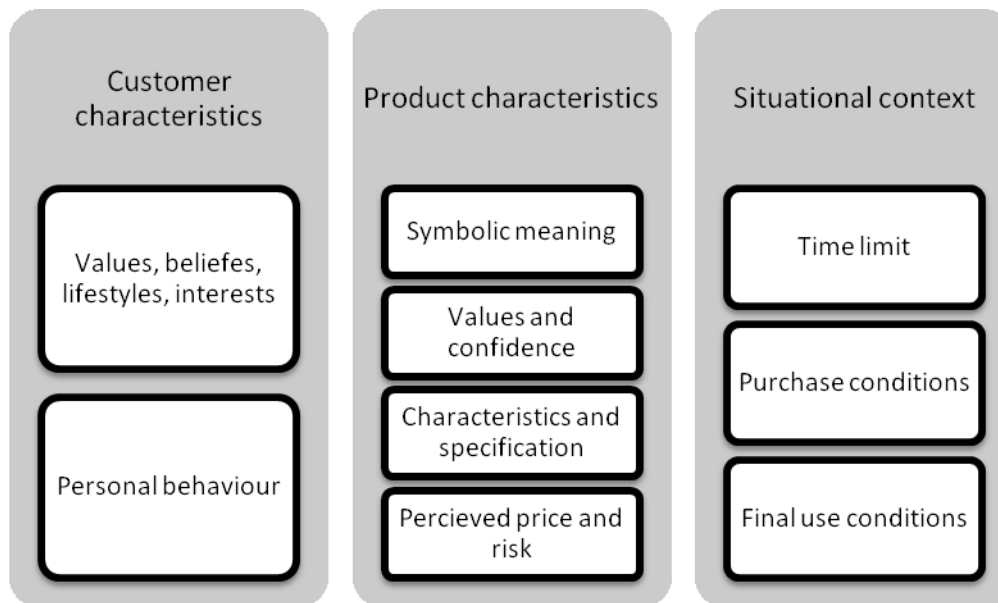 Customer
characteristics
Values, beliefes,
lifestyles, interests
Personal behaviour
Product characteristics
Symbolic meaning
Values and
confidence
Characteristics and
specification
Percieved price and
risk
Situational context
Time limit
Purchase conditions
Final use conditions